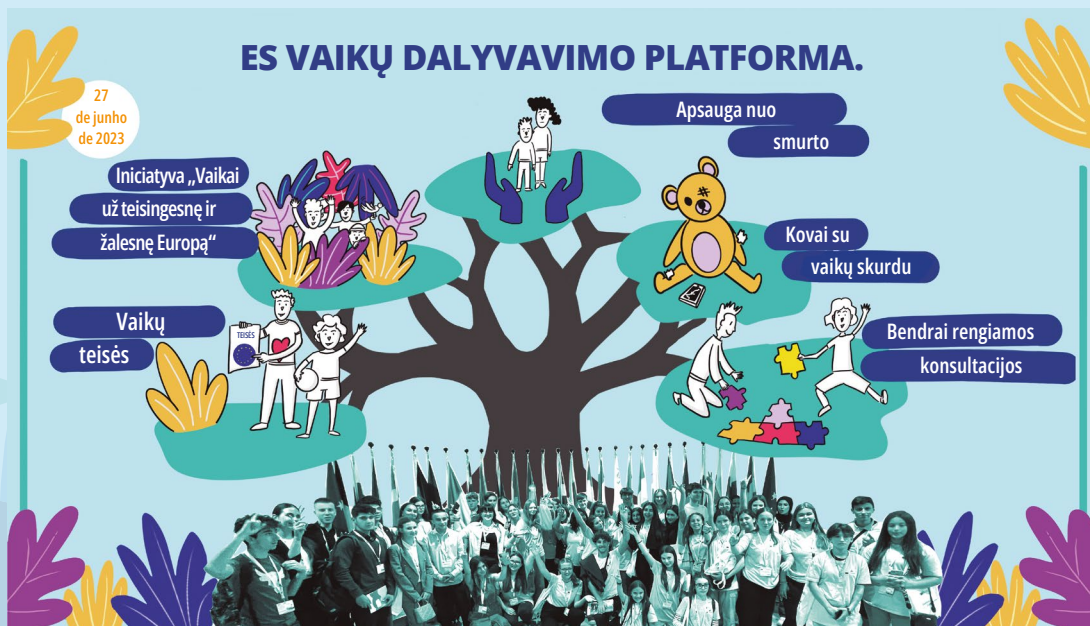 ES VAIKŲ DALYVAVIMO PLATFORMA.
27
de junho
de 2023
Iniciatyva „Vaikai
už teisingesnę ir
žalesnę Europą“
Vaikų
teisės
TEISĖS
Apsauga nuo
smurto
Kovai su
vaikų skurdu
Bendrai rengiamos
konsultacijos